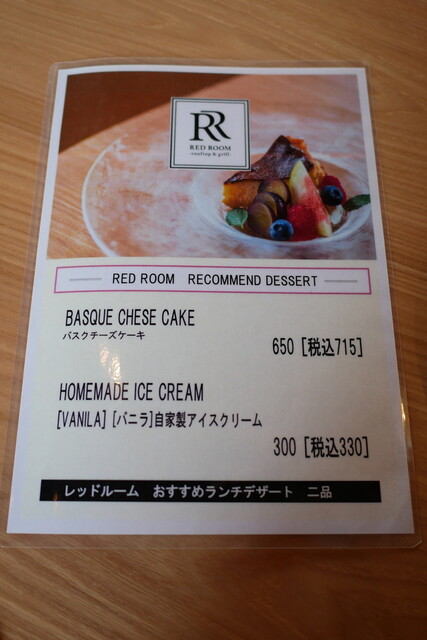 RR
RED ROOM
-rooftop & grill-
RED ROOM RECOMMEND DESSERT
BASQUE CHESE CAKE
バスクチーズケーキ
650 [税込715]
HOMEMADE ICE CREAM
[VANILA] [バニラ]自家製アイスクリーム
300 [税込330]
レッドルーム おすすめランチデザート 二品